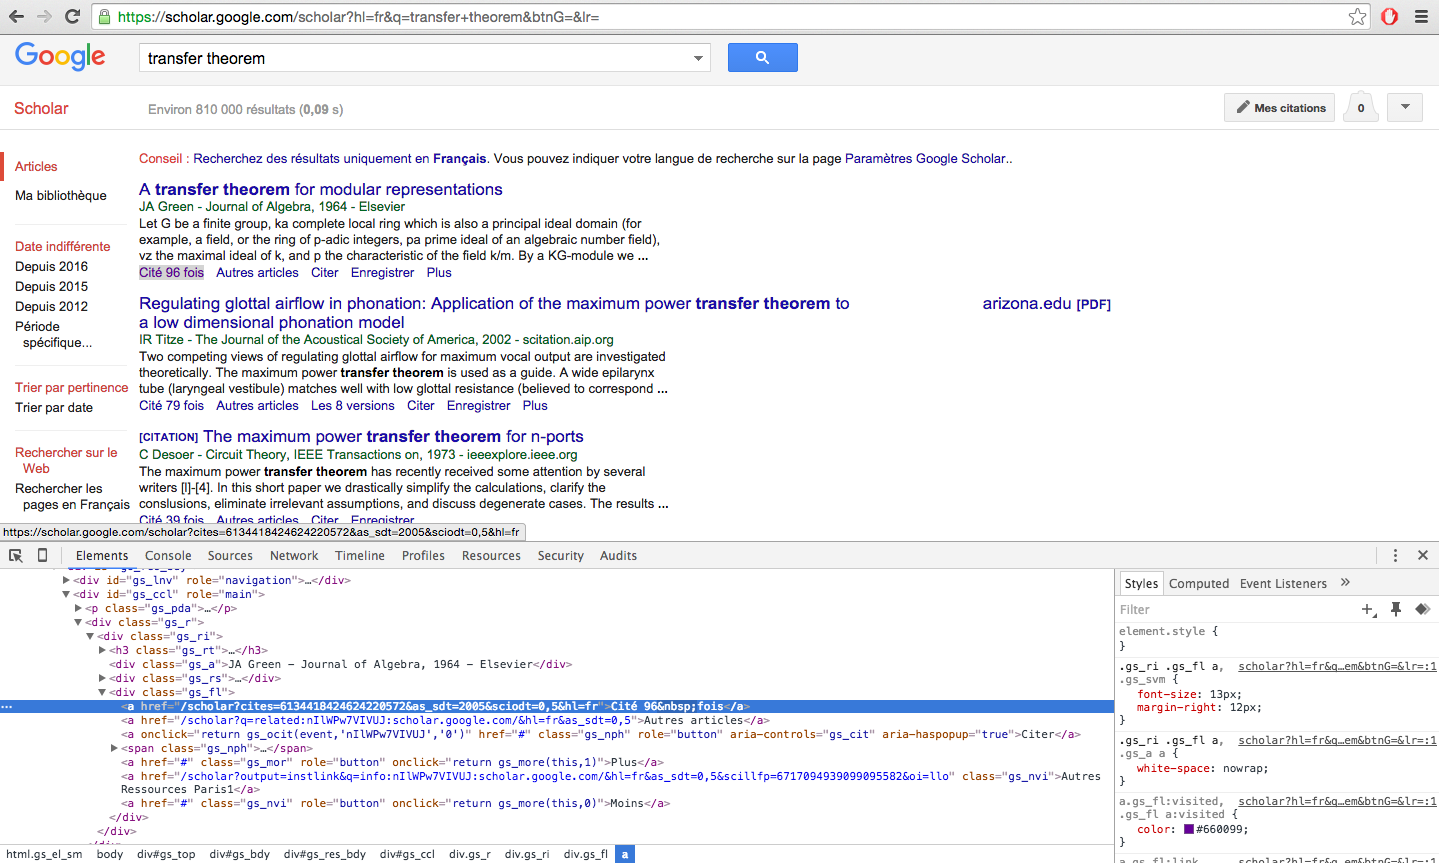 https://scholar.google.com/scholar?hl=fr&q=transfer+theorem&btnG=&lr=
Google
transfer theorem
Scholar
Environ 810 000 résultats (0,09 s)
Mes citations
0
Articles
Ma bibliothèque
Date indifférente
Depuis 2016
Depuis 2015
Depuis 2012
Période
spécifique...
Trier par pertinence
Trier par date
Rechercher sur le
Web
Rechercher les
pages en Français
Conseil : Recherchez des résultats uniquement en Français. Vous pouvez indiquer votre langue de recherche sur la page Paramètres Google Scholar..
A transfer theorem for modular representations
JA Green - Journal of Algebra, 1964 - Elsevier
Let G be a finite group, ka complete local ring which is also a principal ideal domain (for
example, a field, or the ring of p-adic integers, pa prime ideal of an algebraic number field),
vz the maximal ideal of k, and p the characteristic of the field k/m. By a KG-module we ...
Cité 96 fois Autres articles Citer Enregistrer Plus
Regulating glottal airflow in phonation: Application of the maximum power transfer theorem to
a low dimensional phonation model
arizona.edu [PDF]
IR Titze - The Journal of the Acoustical Society of America, 2002 - scitation.aip.org
Two competing views of regulating glottal airflow for maximum vocal output are investigated
theoretically. The maximum power transfer theorem is used as a guide. A wide epilarynx
tube (laryngeal vestibule) matches well with low glottal resistance (believed to correspond ...
Cité 79 fois Autres articles Les 8 versions Citer Enregistrer Plus
[CITATION] The maximum power transfer theorem for n-ports
C Desoer - Circuit Theory, IEEE Transactions on, 1973 - ieeexplore.ieee.org
The maximum power transfer theorem has recently received some attention by several
writers [l]-[4]. In this short paper we drastically simplify the calculations, clarify the
conslusions, eliminate irrelevant assumptions, and discuss degenerate cases. The results ...
Cité 39 fois Autres articles Citer Enregistrer
https://scholar.google.com/scholar?cites=6134418424624220572&as_sdt=2005&sciodt=0,5&hl=fr
Elements Console Sources Network Timeline Profiles Resources Security Audits
<div id="gs_lnv" role="navigation">…</div>
<div id="gs_ccl" role="main">
<p class="gs_pda">…</p>
<div class="gs_r">
<div class="gs_ri">
<h3 class="gs_rt">…</h3>
<div class="gs_a">JA Green - Journal of Algebra, 1964 - Elsevier</div>
<div class="gs_rs">…</div>
<div class="gs_fl">
<a href="/scholar?cites=6134418424624220572&as_sdt=2005&sciodt=0,5&hl=fr">Cité 96&nbsp;fois</a>
<a href="/scholar?q=related:nIlWPw7VIVUJ:scholar.google.com/&hl=fr&as_sdt=0,5">Autres articles</a>
<a onclick="return gs_ocit(event,'nIlWPw7VIVUJ','0')" href="#" class="gs_nph" role="button" aria-controls="gs_cit" aria-haspopup="true">Citer</a>
<span class="gs_nph">…</span>
<a href="#" class="gs_mor" role="button" onclick="return gs_more(this,1)">Plus</a>
<a href="/scholar?output=instlink&q=info:nIlWPw7VIVUJ:scholar.google.com/&hl=fr&as_sdt=0,5&scillfp=6717094939099095582&oi=llo" class="gs_nvi">Autres
Ressources Paris1</a>
<a href="#" class="gs_nvi" role="button" onclick="return gs_more(this,0)">Moins</a>
</div>
</div>
html.gs_el_sm body div#gs_top div#gs_bdy div#gs_res_bdy div#gs_ccl div.gs_r div.gs_ri div.gs_fl a
Styles Computed Event Listeners »
Filter
element.style {
}
.gs_ri .gs_fl a, scholar?hl=fr&q…em&btnG=&lr=:1
.gs_svm {
font-size: 13px;
margin-right: 12px;
}
.gs_ri .gs_fl a, scholar?hl=fr&q…em&btnG=&lr=:1
.gs_a a {
white-space: nowrap;
}
a.gs_fl:visited, scholar?hl=fr&q…em&btnG=&lr=:1
.gs_fl a:visited {
color: #660099;
}
a.gs_fl:link, scholar?hl=fr&q…em&btnG=&lr=:1